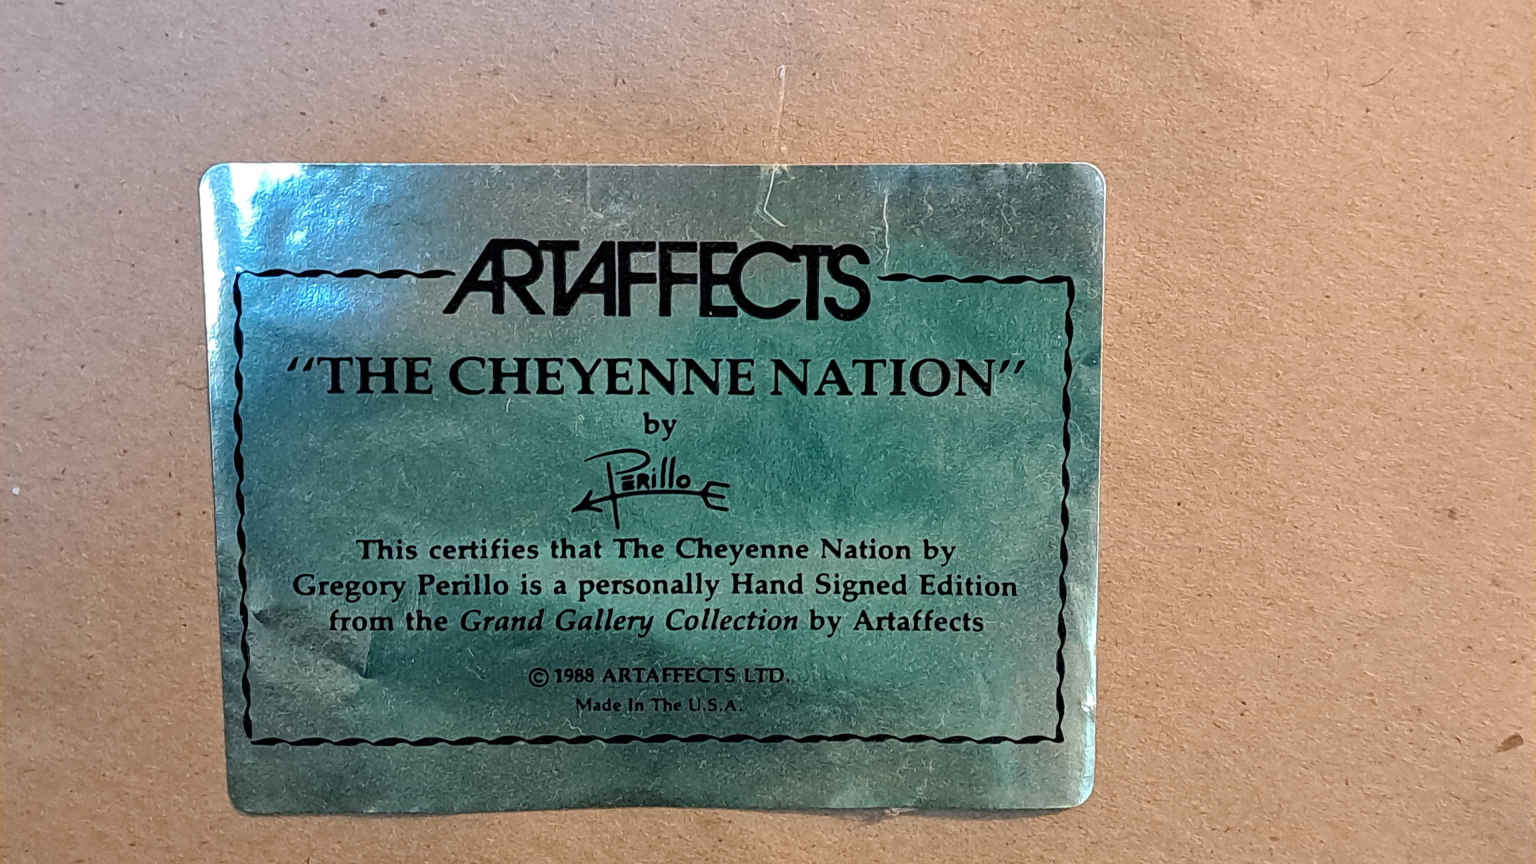 ARTAFFECTS
"THE CHEYENNE NATION"
by
Perillo
This certifies that The Cheyenne Nation by
Gregory Perillo is a personally Hand Signed Edition
from the Grand Gallery Collection by Artaffects
© 1988 ARTAFFECTS LTD.
Made In The U.S.A.